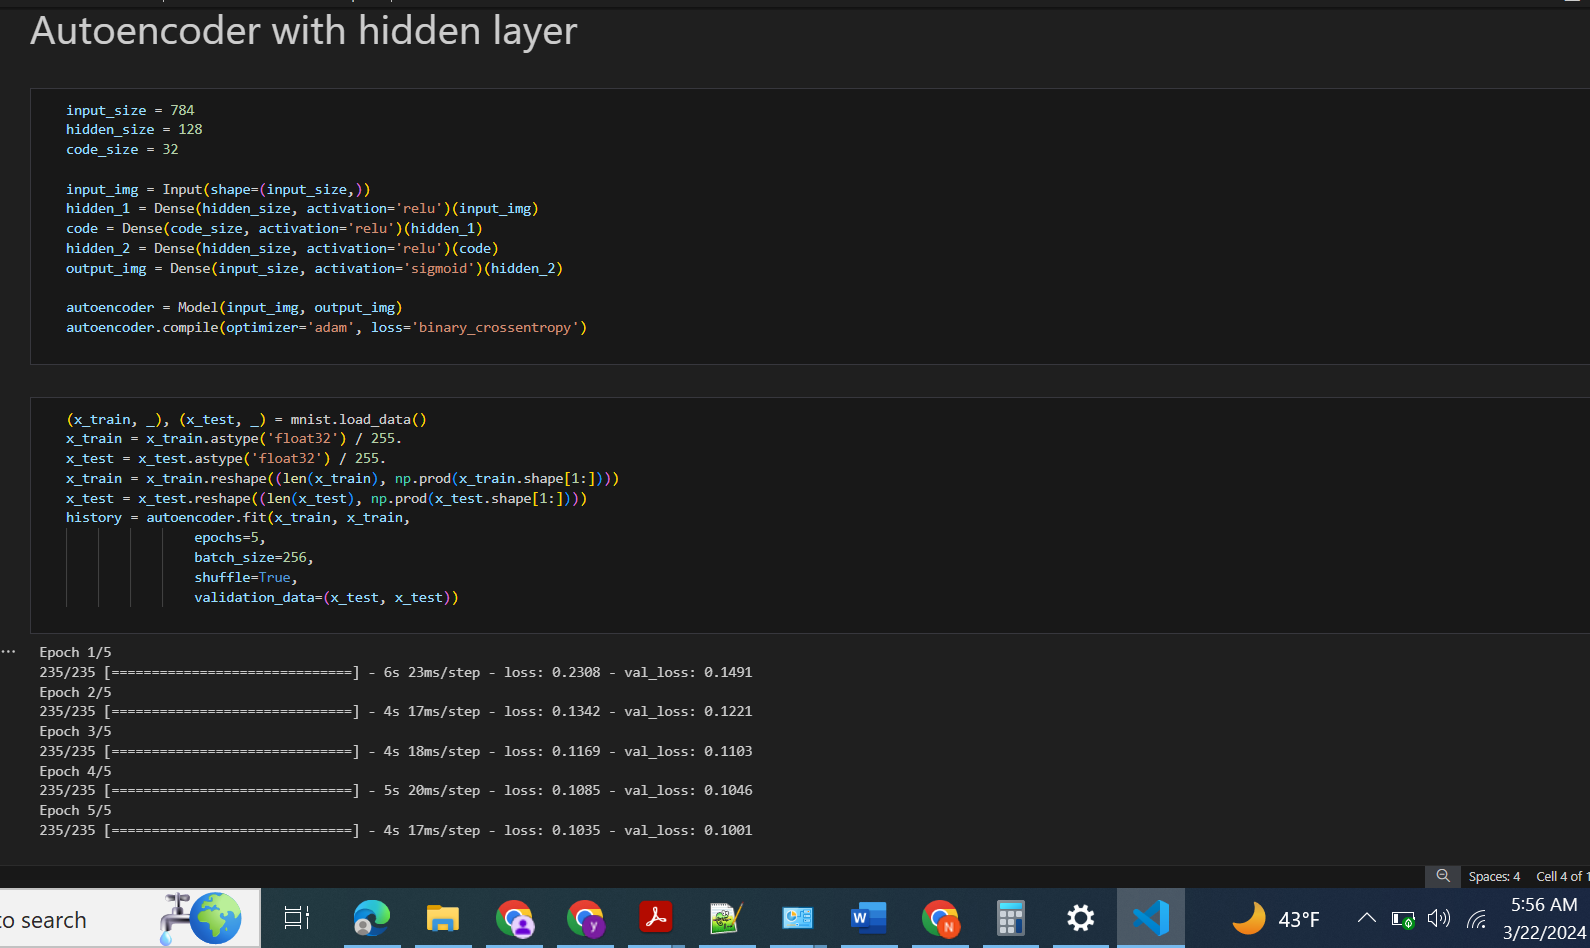 Autoencoder with hidden layer
input_size = 784
hidden_size = 128
code_size = 32
input_img = Input(shape=(input_size,))
hidden_1 = Dense(hidden_size, activation='relu')(input_img)
code = Dense(code_size, activation='relu')(hidden_1)
hidden_2 = Dense(hidden_size, activation='relu')(code)
output_img = Dense(input_size, activation='sigmoid')(hidden_2)
autoencoder = Model(input_img, output_img)
autoencoder.compile(optimizer='adam', loss='binary_crossentropy')
(x_train, _), (x_test, _) = mnist.load_data()
x_train = x_train.astype('float32') / 255.
x_test = x_test.astype('float32') / 255.
x_train = x_train.reshape((len(x_train), np.prod(x_train.shape[1:])))
x_test = x_test.reshape((len(x_test), np.prod(x_test.shape[1:])))
history = autoencoder.fit(x_train, x_train,
epochs=5,
batch_size=256,
shuffle=True,
validation_data=(x_test, x_test))
...
Epoch 1/5
235/235 [==============================] - 6s 23ms/step - loss: 0.2308 - val_loss: 0.1491
Epoch 2/5
235/235 [==============================] - 4s 17ms/step - loss: 0.1342 - val_loss: 0.1221
Epoch 3/5
235/235 [==============================] - 4s 18ms/step - loss: 0.1169 - val_loss: 0.1103
Epoch 4/5
235/235 [==============================] - 5s 20ms/step - loss: 0.1085 - val_loss: 0.1046
Epoch 5/5
235/235 [==============================] - 4s 17ms/step - loss: 0.1035 - val_loss: 0.1001
Spaces: 4 Cell 4 of 1
to search
y
W
N
43°F
5:56 AM
3/22/2024